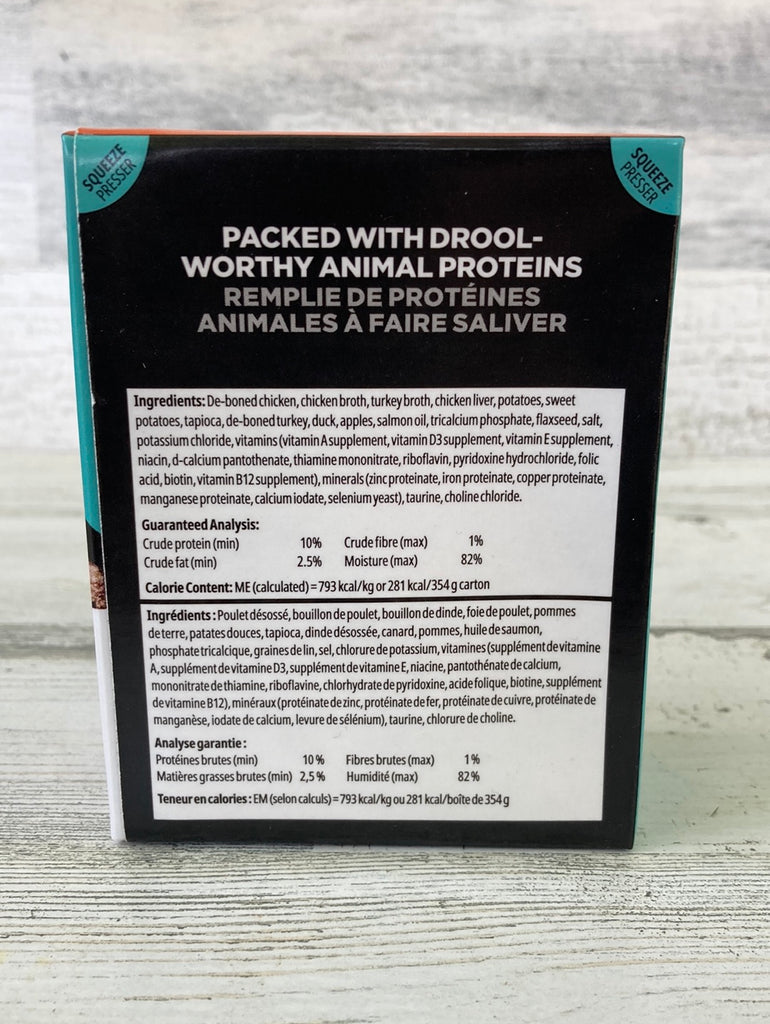 SQUEEZE
PRESSER
SQUEEZE
PRESSER
PACKED WITH DROOL-
WORTHY ANIMAL PROTEINS
REMPLIE DE PROTÉINES
ANIMALES À FAIRE SALIVER
Ingredients: De-boned chicken, chicken broth, turkey broth, chicken liver, potatoes, sweet
potatoes, tapioca, de-boned turkey, duck, apples, salmon oil, tricalcium phosphate, flaxseed, salt,
potassium chloride, vitamins (vitamin A supplement, vitamin D3 supplement, vitamin E supplement,
niacin, d-calcium pantothenate, thiamine mononitrate, riboflavin, pyridoxine hydrochloride, folic
acid, biotin, vitamin B12 supplement), minerals (zinc proteinate, iron proteinate, copper proteinate,
manganese proteinate, calcium iodate, selenium yeast), taurine, choline chloride.
Guaranteed Analysis:
Crude protein (min) 10% Crude fibre (max) 1%
Crude fat (min) 2.5% Moisture (max) 82%
Calorie Content: ME (calculated) = 793 kcal/kg or 281 kcal/354 g carton
Ingrédients : Poulet désossé, bouillon de poulet, bouillon de dinde, foie de poulet, pommes
de terre, patates douces, tapioca, dinde désossée, canard, pommes, huile de saumon,
phosphate tricalcique, graines de lin, sel, chlorure de potassium, vitamines (supplément de vitamine
A, supplément de vitamine D3, supplément de vitamine E, niacine, pantothénate de calcium,
mononitrate de thiamine, riboflavine, chlorhydrate de pyridoxine, acide folique, biotine, supplément
de vitamine B12), minéraux (protéinate de zinc, protéinate de fer, protéinate de cuivre, protéinate de
manganèse, iodate de calcium, levure de sélénium), taurine, chlorure de choline.
Analyse garantie :
Protéines brutes (min) 10 % Fibres brutes (max) 1 %
Matières grasses brutes (min) 2,5 % Humidité (max) 82 %
Teneur en calories : EM (selon calculs) = 793 kcal/kg ou 281 kcal/boîte de 354 g